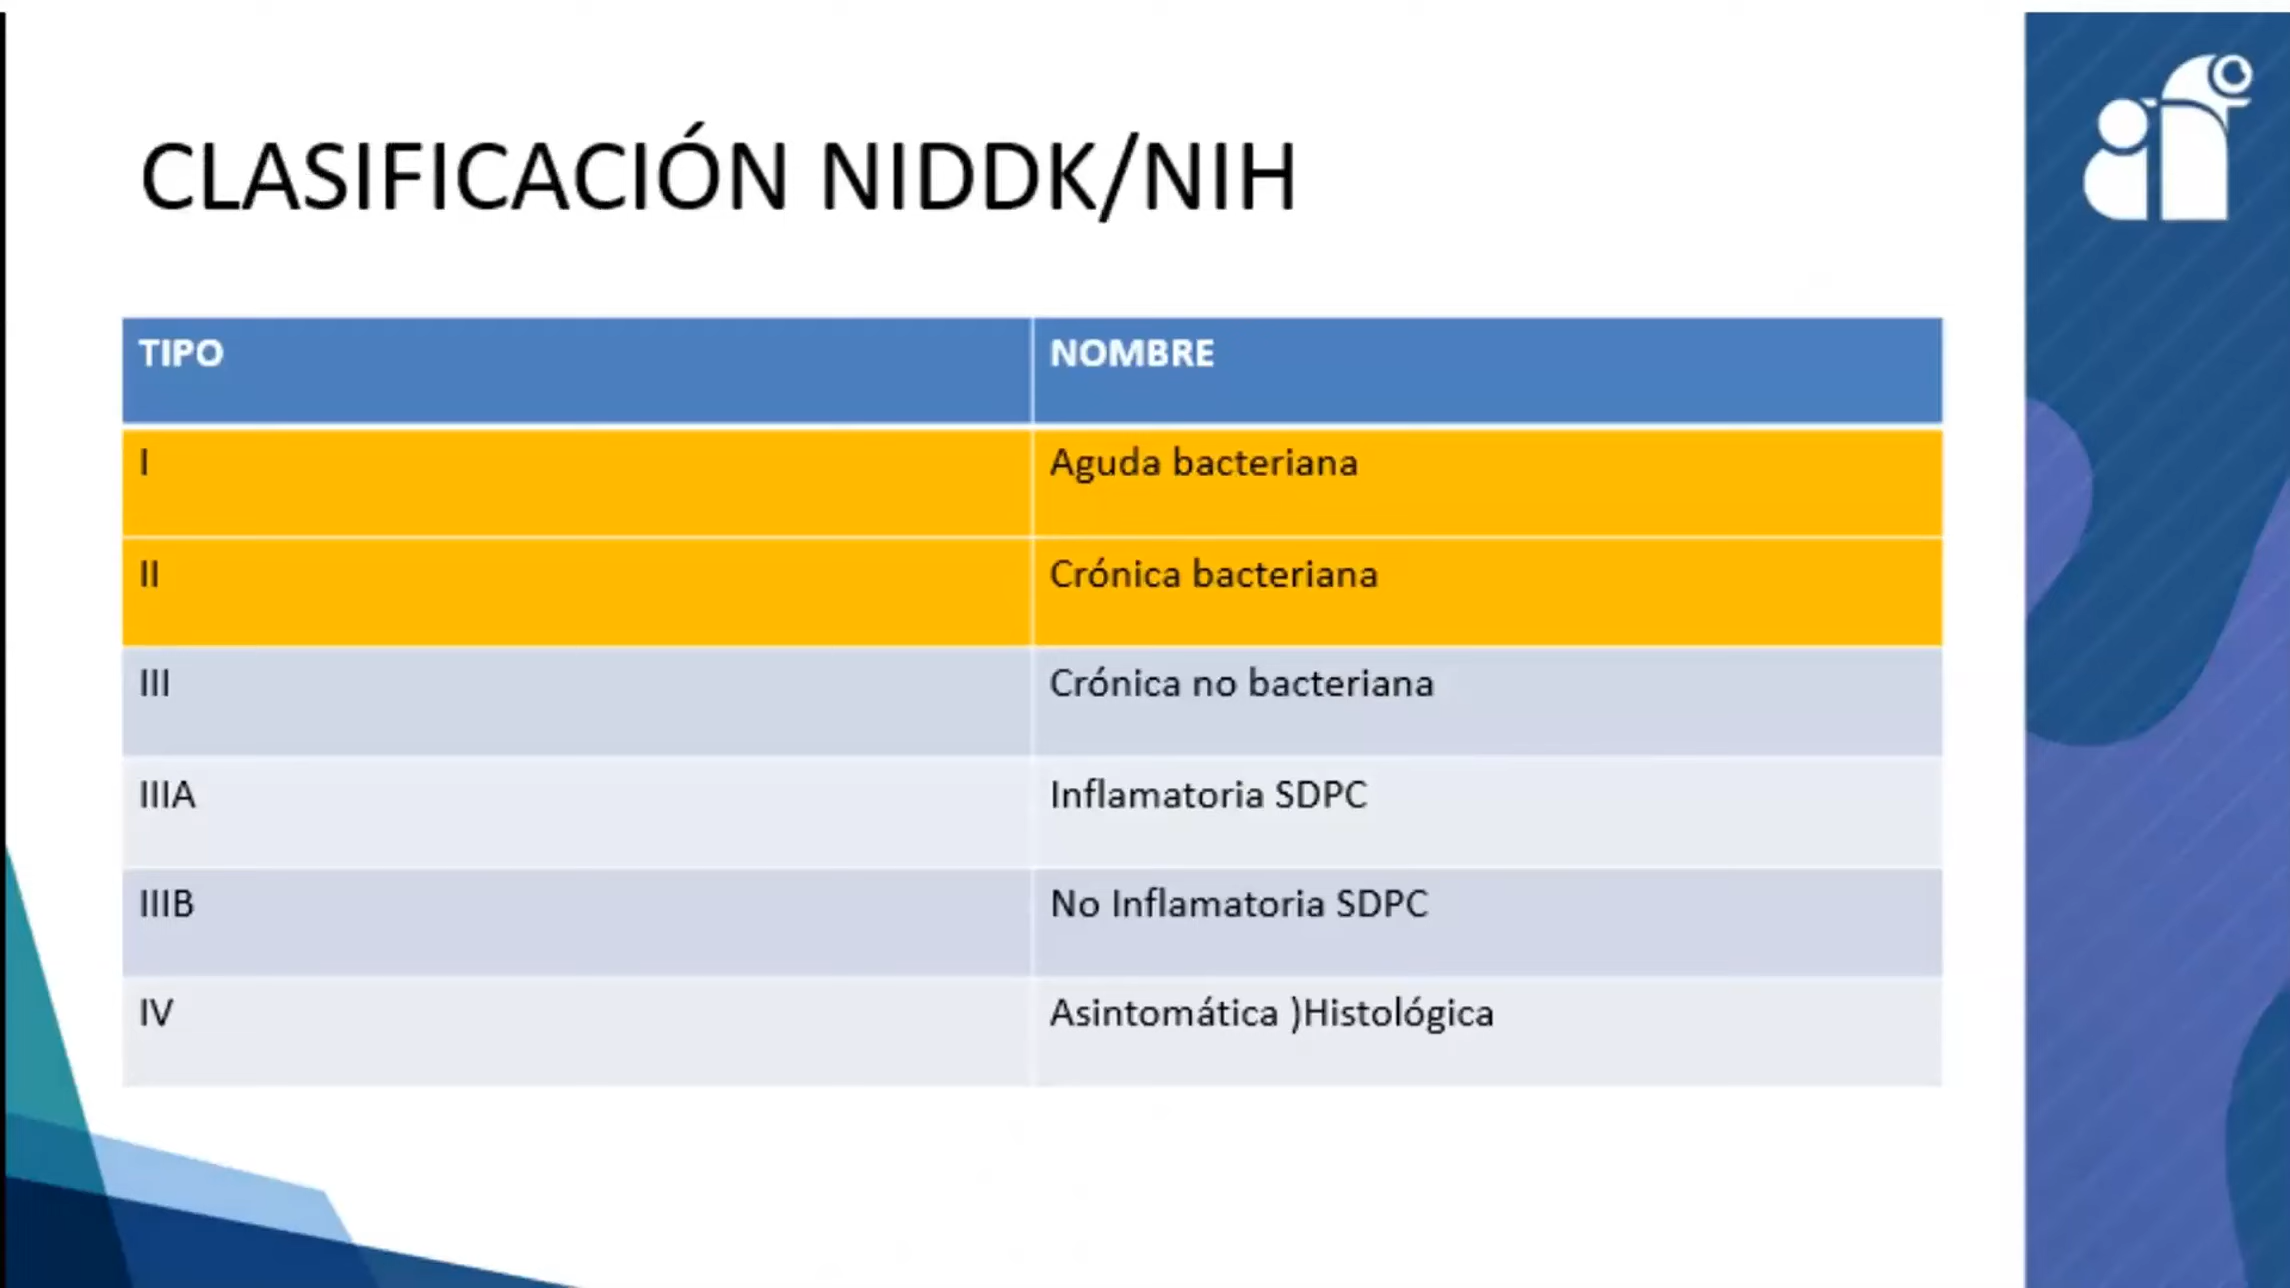 CLASIFICACIÓN NIDDK/NIH
TIPO NOMBRE
I Aguda bacteriana
II Crónica bacteriana
III Crónica no bacteriana
IIIA Inflamatoria SDPC
IIIB No Inflamatoria SDPC
IV Asintomática )Histológica